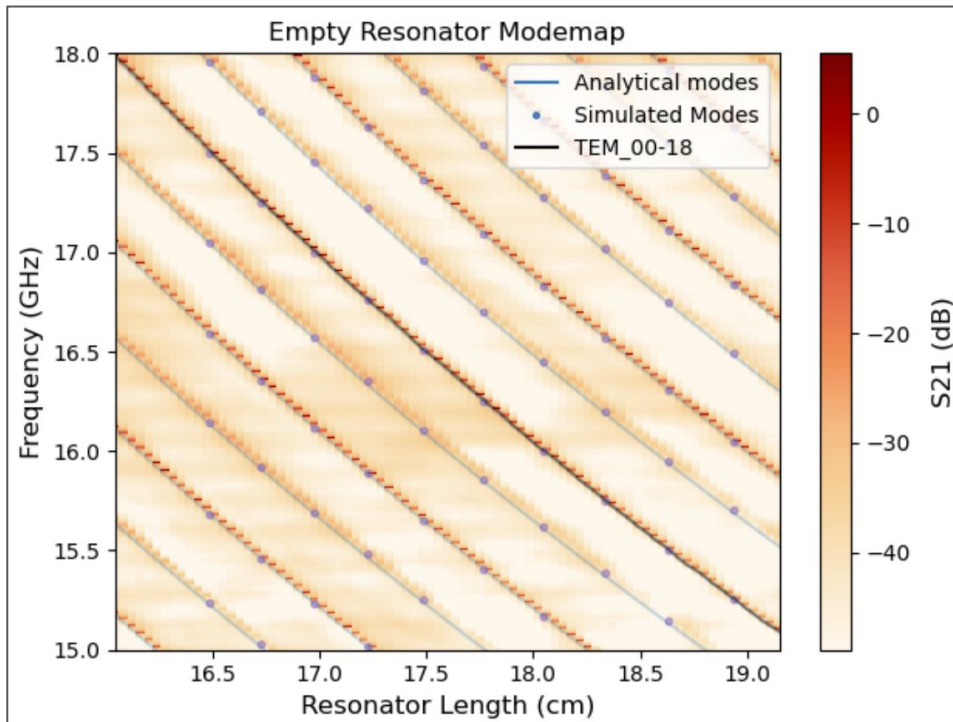 Empty Resonator Modemap
Analytical modes
Simulated Modes
TEM_00-18
18.0
17.5
17.0
16.5
16.0
15.5
15.0
Frequency (GHz)
16.5 17.0 17.5 18.0 18.5 19.0
Resonator Length (cm)
0
−10
−20
−30
−40
S21 (dB)